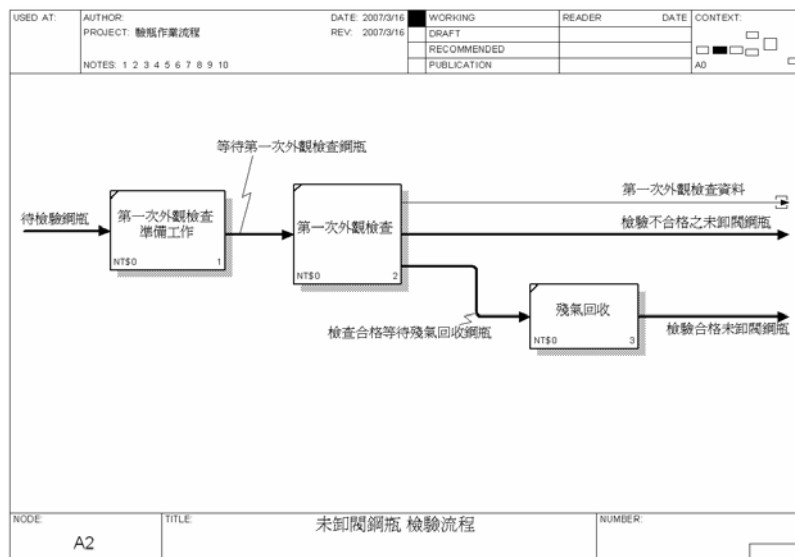 USED AT:
AUTHOR:
DATE: 2007/3/16
WORKING
READER
DATE
CONTEXT:
PROJECT: 驗瓶作業流程
REV: 2007/3/16
DRAFT
RECOMMENDED
NOTES: 1 2 3 4 5 6 7 8 9 10
PUBLICATION
A0
等待第一次外觀檢查鋼瓶
第一次外觀檢查資料
待檢驗鋼瓶
第一次外觀檢查
準備工作
NT$0
1
第一次外觀檢查
NT$0
2
檢驗不合格之未卸閥鋼瓶
檢查合格等待殘氣回收鋼瓶
殘氣回收
NT$0
3
檢驗合格未卸閥鋼瓶
NODE:
A2
TITLE:
未卸閥鋼瓶 檢驗流程
NUMBER: